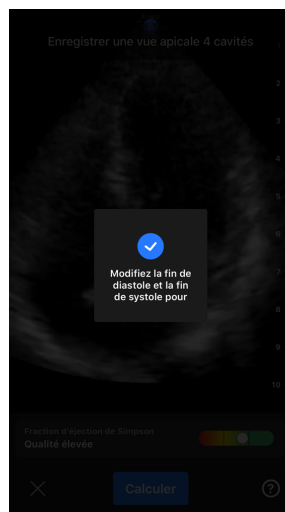 Enregistrer une vue apicale 4 cavités
1
2
3
4
5
6
7
8
9
10
Modifiez la fin de
diastole et la fin
de systole pour
Fraction d'éjection de Simpson
Qualité élevée
Calculer
?